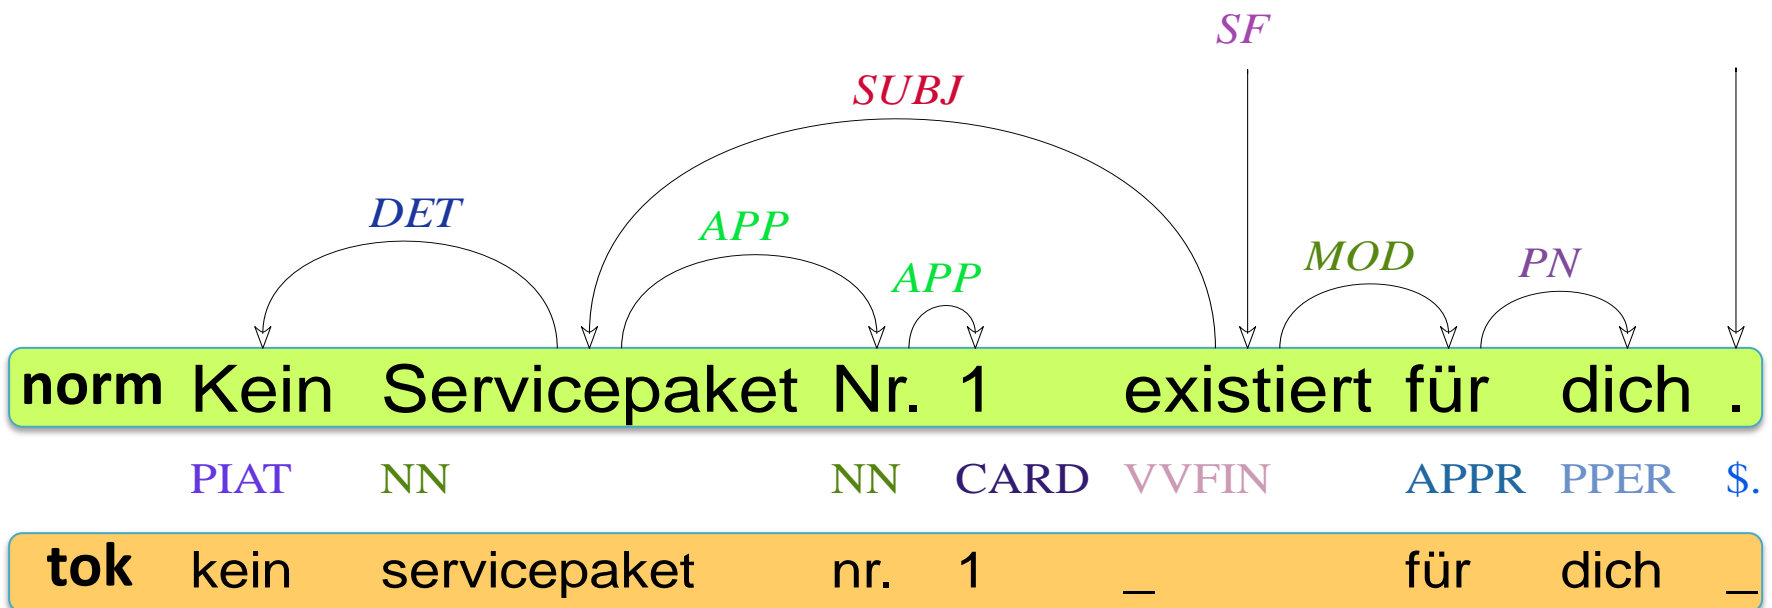 SF
SUBJ
DET APP
APP MOD PN
norm Kein Servicepaket Nr. 1 existiert für dich .
PIAT NN NN CARD VVFIN APPR PPER $.
tok kein servicepaket nr. 1 _ für dich _